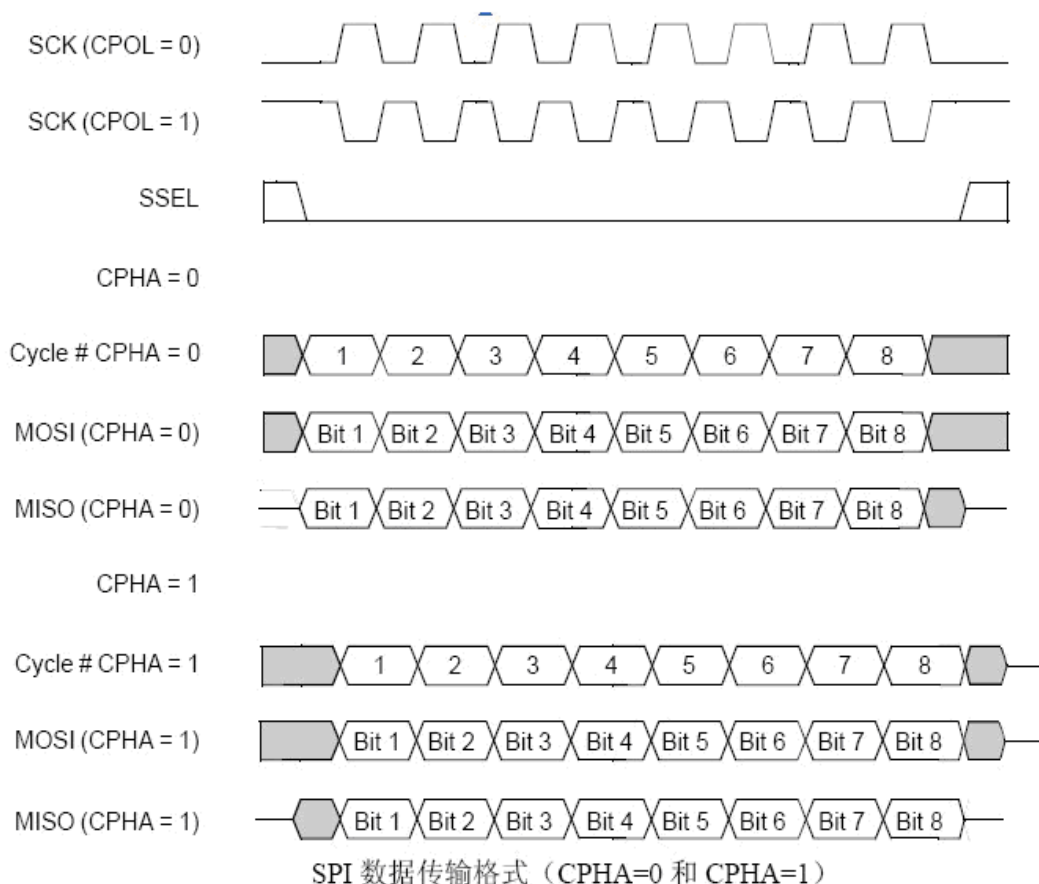 SCK (CPOL = 0)
SCK (CPOL = 1)
SSEL
CPHA = 0
Cycle # CPHA = 0 1 2 3 4 5 6 7 8
MOSI (CPHA = 0) Bit 1 Bit 2 Bit 3 Bit 4 Bit 5 Bit 6 Bit 7 Bit 8
MISO (CPHA = 0) Bit 1 Bit 2 Bit 3 Bit 4 Bit 5 Bit 6 Bit 7 Bit 8
CPHA = 1
Cycle # CPHA = 1 1 2 3 4 5 6 7 8
MOSI (CPHA = 1) Bit 1 Bit 2 Bit 3 Bit 4 Bit 5 Bit 6 Bit 7 Bit 8
MISO (CPHA = 1) Bit 1 Bit 2 Bit 3 Bit 4 Bit 5 Bit 6 Bit 7 Bit 8
SPI 数据传输格式（CPHA=0 和 CPHA=1）